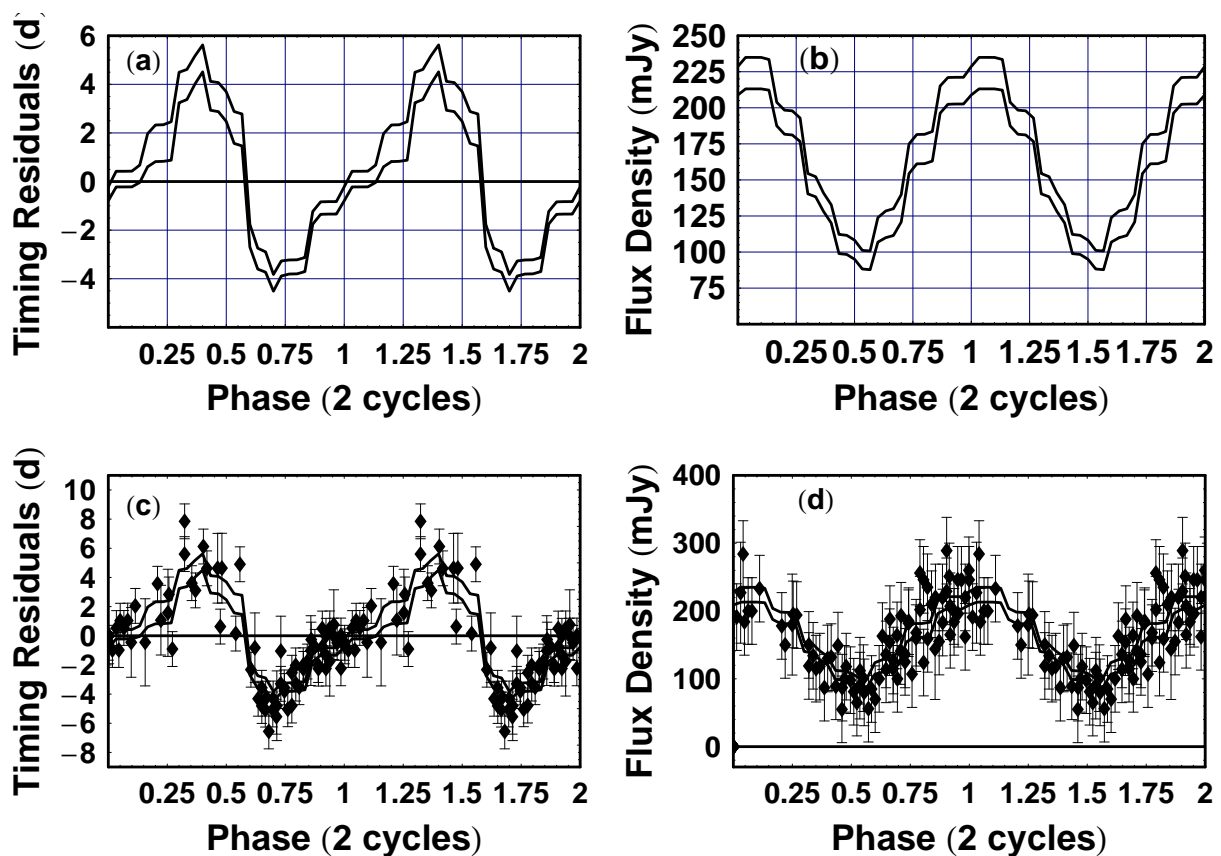 Timing Residuals (d)
6
4
2
0
−2
−4
(a)
0.25 0.5 0.75 1 1.25 1.5 1.75 2
Phase (2 cycles)
Flux Density (mJy)
250
225
200
175
150
125
100
75
(b)
0.25 0.5 0.75 1 1.25 1.5 1.75 2
Phase (2 cycles)
Timing Residuals (d)
10
8
6
4
2
0
−2
−4
−6
−8
(c)
0.25 0.5 0.75 1 1.25 1.5 1.75 2
Phase (2 cycles)
Flux Density (mJy)
400
300
200
100
0
(d)
0.25 0.5 0.75 1 1.25 1.5 1.75 2
Phase (2 cycles)